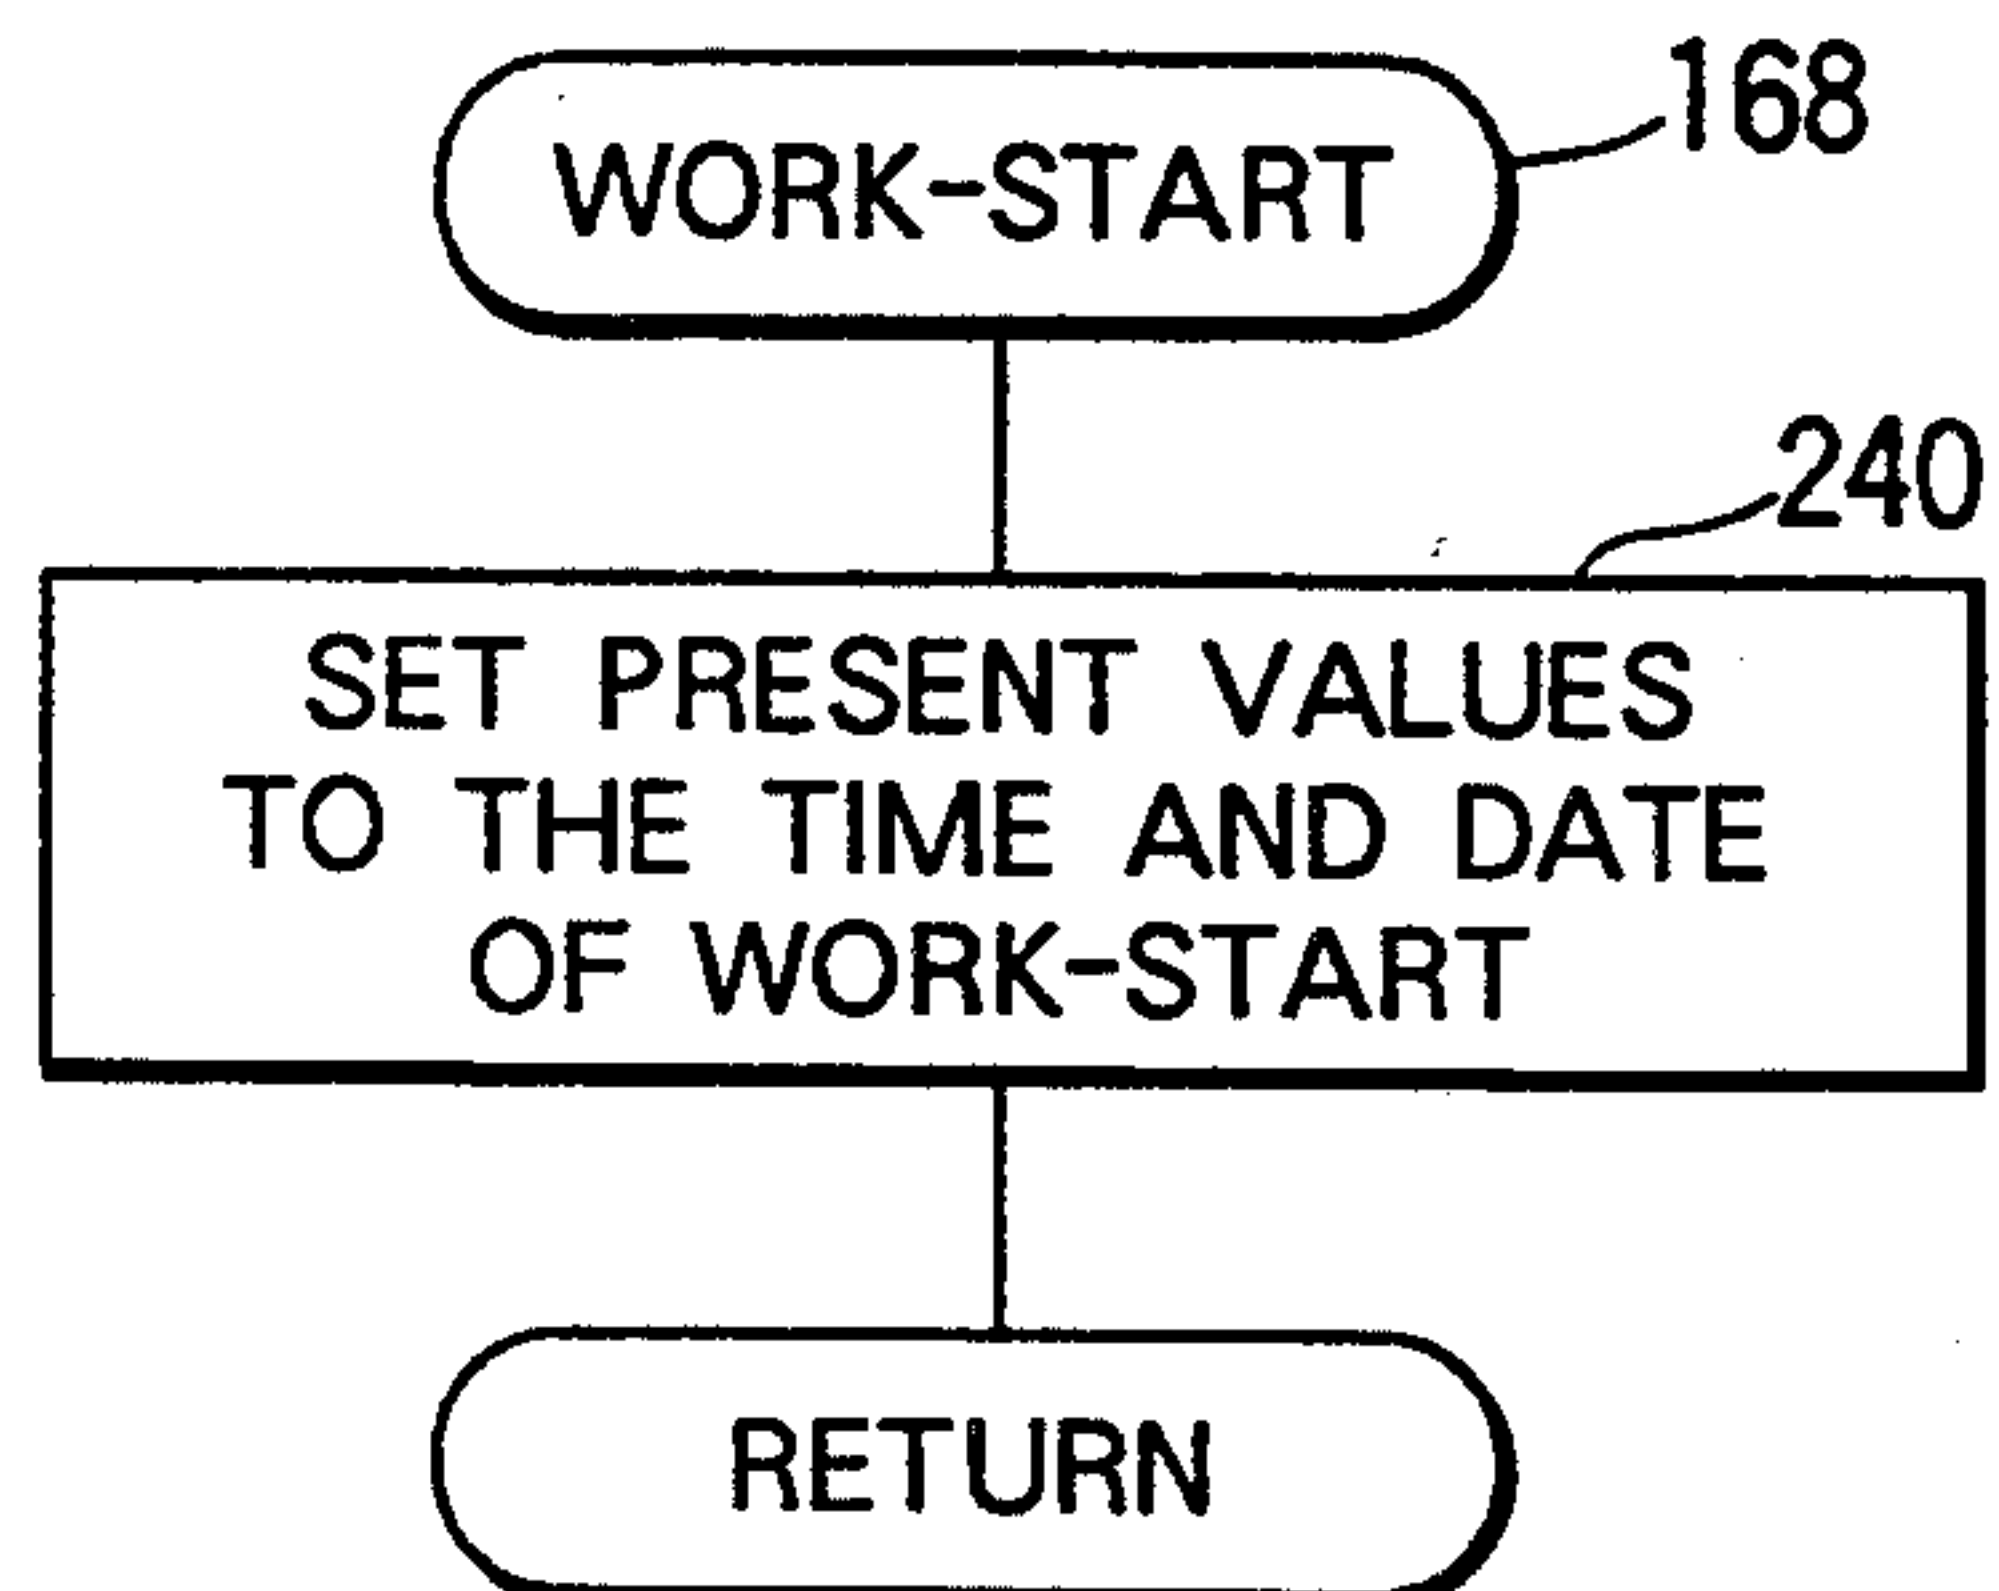 168
WORK-START
240
SET PRESENT VALUES
TO THE TIME AND DATE
OF WORK-START
RETURN